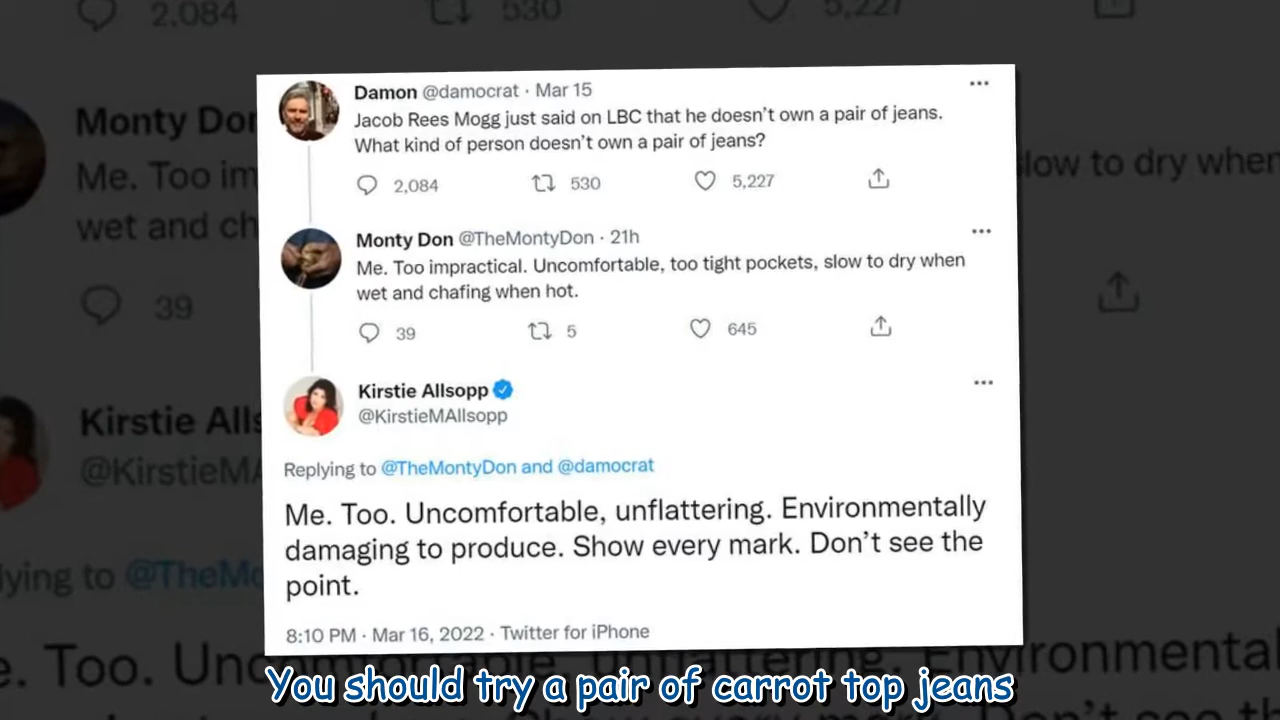 Damon @damocrat · Mar 15
Jacob Rees Mogg just said on LBC that he doesn't own a pair of jeans.
What kind of person doesn't own a pair of jeans?
2,084 530 5,227
Monty Don @TheMontyDon · 21h
Me. Too impractical. Uncomfortable, too tight pockets, slow to dry when
wet and chafing when hot.
39 5 645
Kirstie Allsopp
@KirstieMAllsopp
Replying to @TheMontyDon and @damocrat
Me. Too. Uncomfortable, unflattering. Environmentally
damaging to produce. Show every mark. Don't see the
point.
8:10 PM · Mar 16, 2022 · Twitter for iPhone
You should try a pair of carrot top jeans